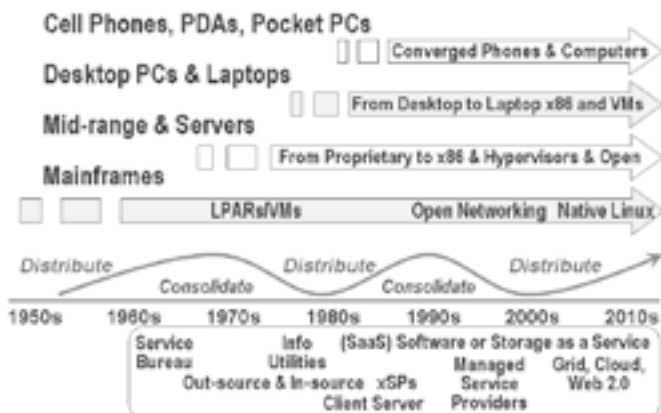 Cell Phones, PDAs, Pocket PCs
Converged Phones & Computers
Desktop PCs & Laptops
From Desktop to Laptop x86 and VMs
Mid-range & Servers
From Proprietary to x86 & Hypervisors & Open
Mainframes
LPARs/VMs Open Networking Native Linux
Distribute Distribute Distribute
Consolidate Consolidate
1950s 1960s 1970s 1980s 1990s 2000s 2010s
Service Info (SaaS) Software or Storage as a Service
Bureau Utilities Managed Grid, Cloud,
Out-source & In-source xSPs Service Web 2.0
Client Server Providers